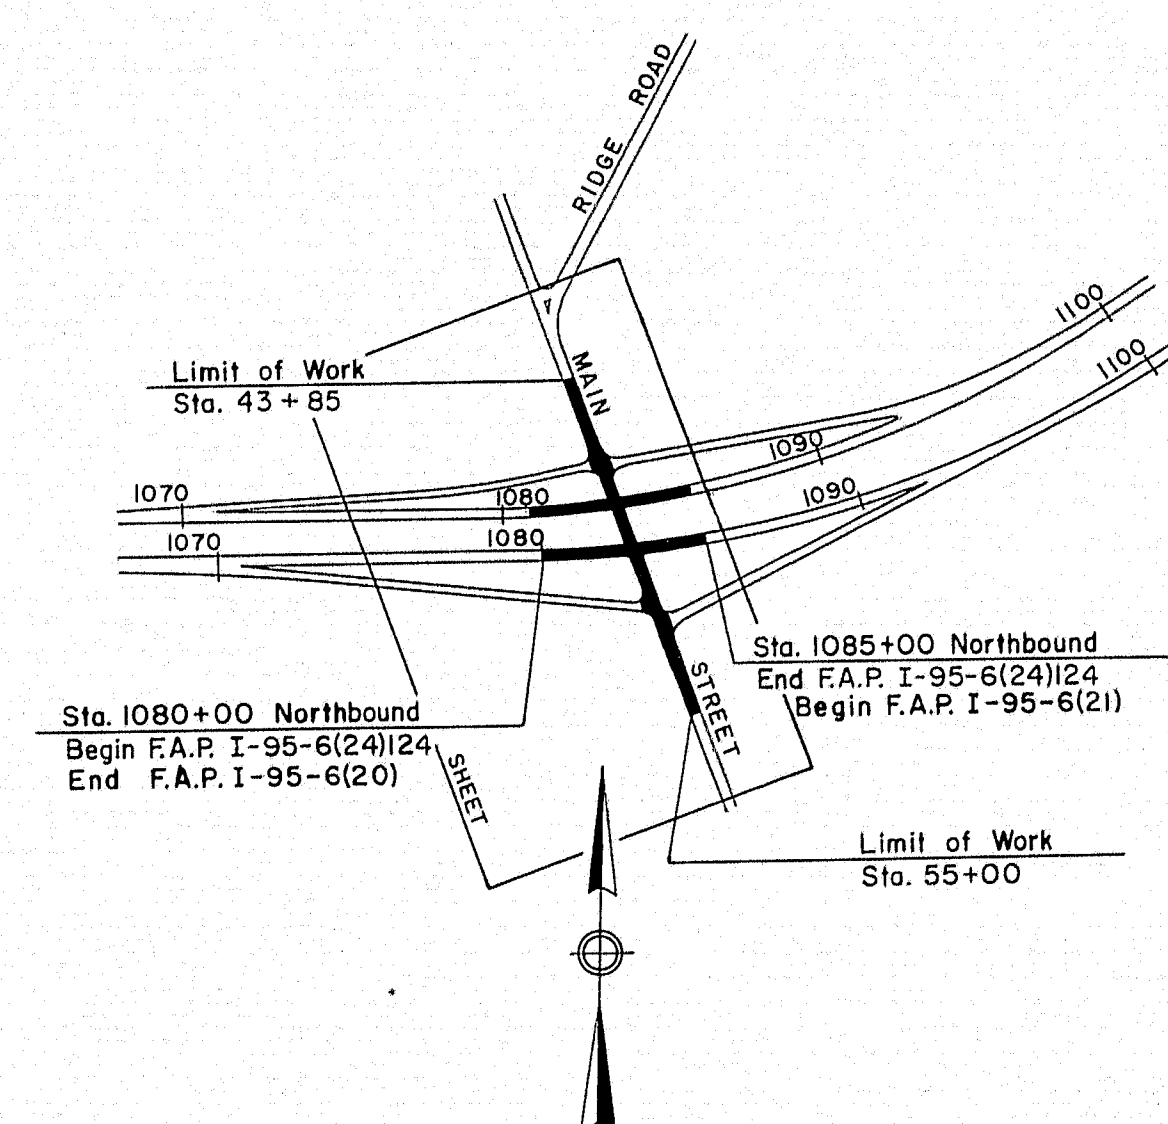 RIDGE ROAD
1100
1100
Limit of Work
Sta. 43+85
MAIN
1090
1070
1080
1090
1070
1080
Sta. 1085+00 Northbound
End F.A.P. I-95-6(24)124
Begin F.A.P. I-95-6(21)
STREET
Sta. 1080+00 Northbound
Begin F.A.P. I-95-6(24)124
End F.A.P. I-95-6(20)
SHEET
Limit of Work
Sta. 55+00